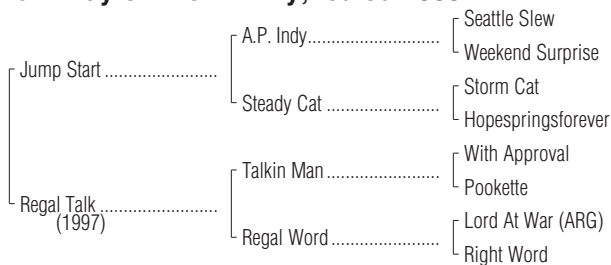 Seattle Slew
A.P. Indy
Weekend Surprise
Jump Start
Storm Cat
Steady Cat
Hopespringsforever
With Approval
Talkin Man
Pookette
Regal Talk
(1997)
Lord At War (ARG)
Regal Word
Right Word